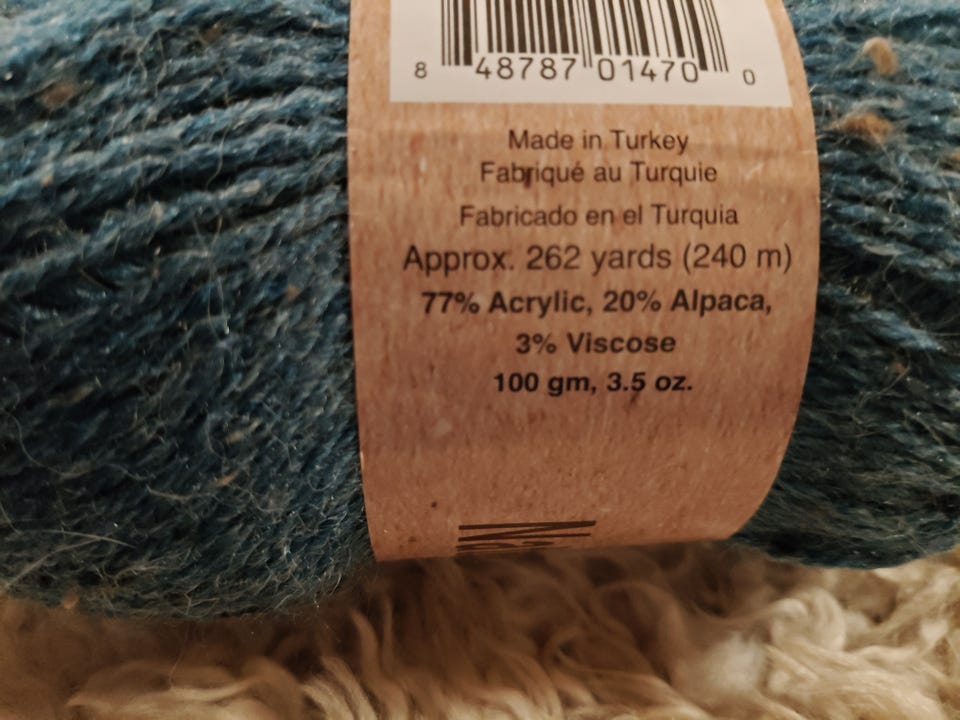 8 48787 01470 0
Made in Turkey
Fabriqué au Turquie
Fabricado en el Turquia
Approx. 262 yards (240 m)
77% Acrylic, 20% Alpaca,
3% Viscose
100 gm, 3.5 oz.